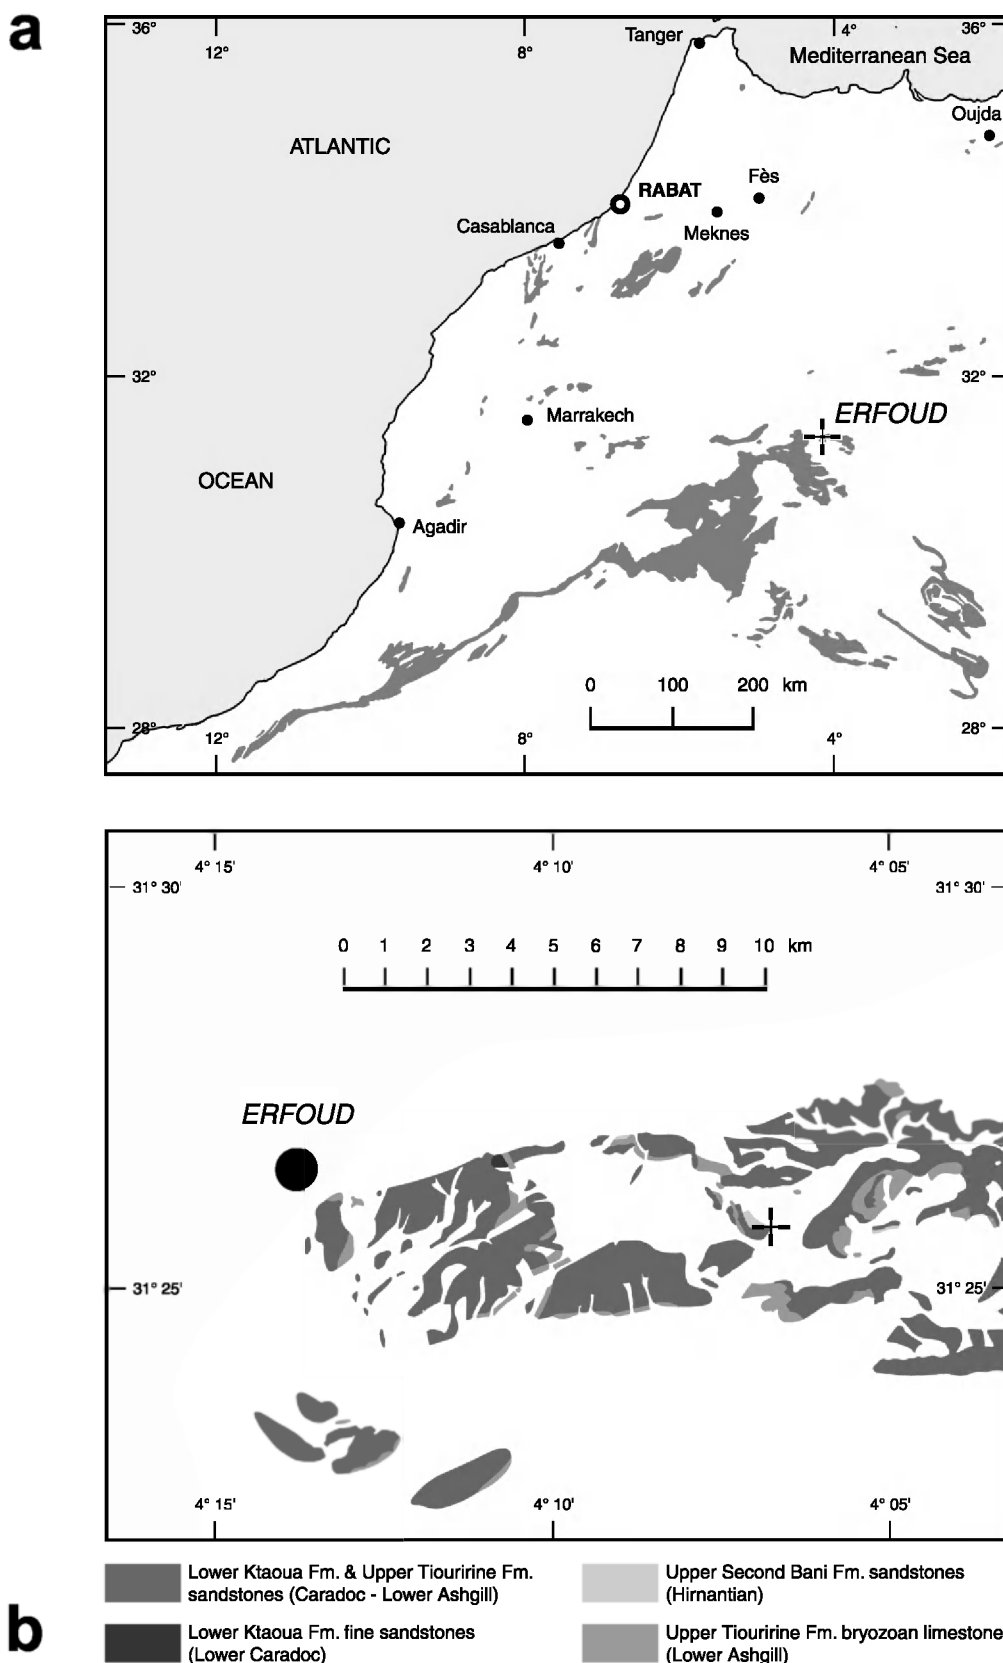 a
36°
12°
8°
4°
36°
Tanger
Mediterranean Sea
Oujda
ATLANTIC
Fès
RABAT
Casablanca
Meknes
32°
32°
ERFOUD
Marrakech
OCEAN
Agadir
0 100 200 km
28°
12°
8°
4°
28°
4° 15'
4° 10'
4° 05'
31° 30'
31° 30'
0 1 2 3 4 5 6 7 8 9 10 km
ERFOUD
31° 25'
31° 25'
4° 15'
4° 10'
4° 05'
Lower Ktaoua Fm. & Upper Tiouririne Fm.
sandstones (Caradoc - Lower Ashgill)
Upper Second Bani Fm. sandstones
(Hirnantian)
b
Lower Ktaoua Fm. fine sandstones
(Lower Caradoc)
Upper Tiouririne Fm. bryozoan limestone
(Lower Ashgill)